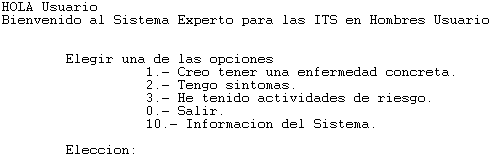 HOLA Usuario
Bienvenido al Sistema Experto para las ITS en Hombres Usuario
Elegir una de las opciones
1.- Creo tener una enfermedad concreta.
2.- Tengo sintomas.
3.- He tenido actividades de riesgo.
0.- Salir.
10.- Informacion del Sistema.
Eleccion: